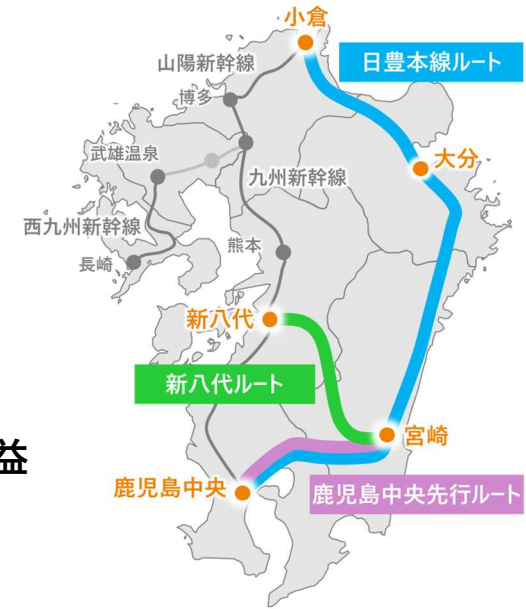 小倉
山陽新幹線
日豊本線ルート
博多
武雄温泉
大分
九州新幹線
西九州新幹線
熊本
長崎
新八代
新八代ルート
益
宮崎
鹿児島中央
鹿児島中央先行ルート